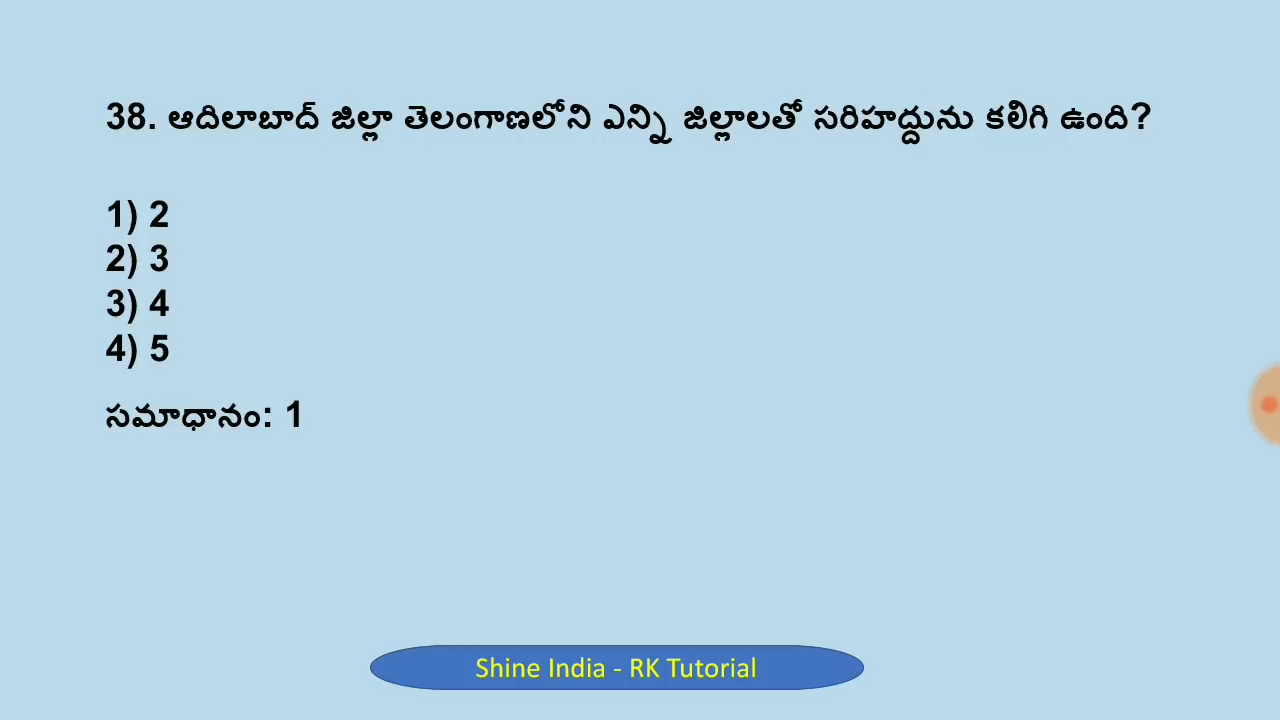 38. ఆదిలాబాద్ జిల్లా తెలంగాణలోని ఎన్ని జిల్లాలతో సరిహద్దును కలిగి ఉంది?
1) 2
2) 3
3) 4
4) 5
సమాధానం: 1
Shine India - RK Tutorial